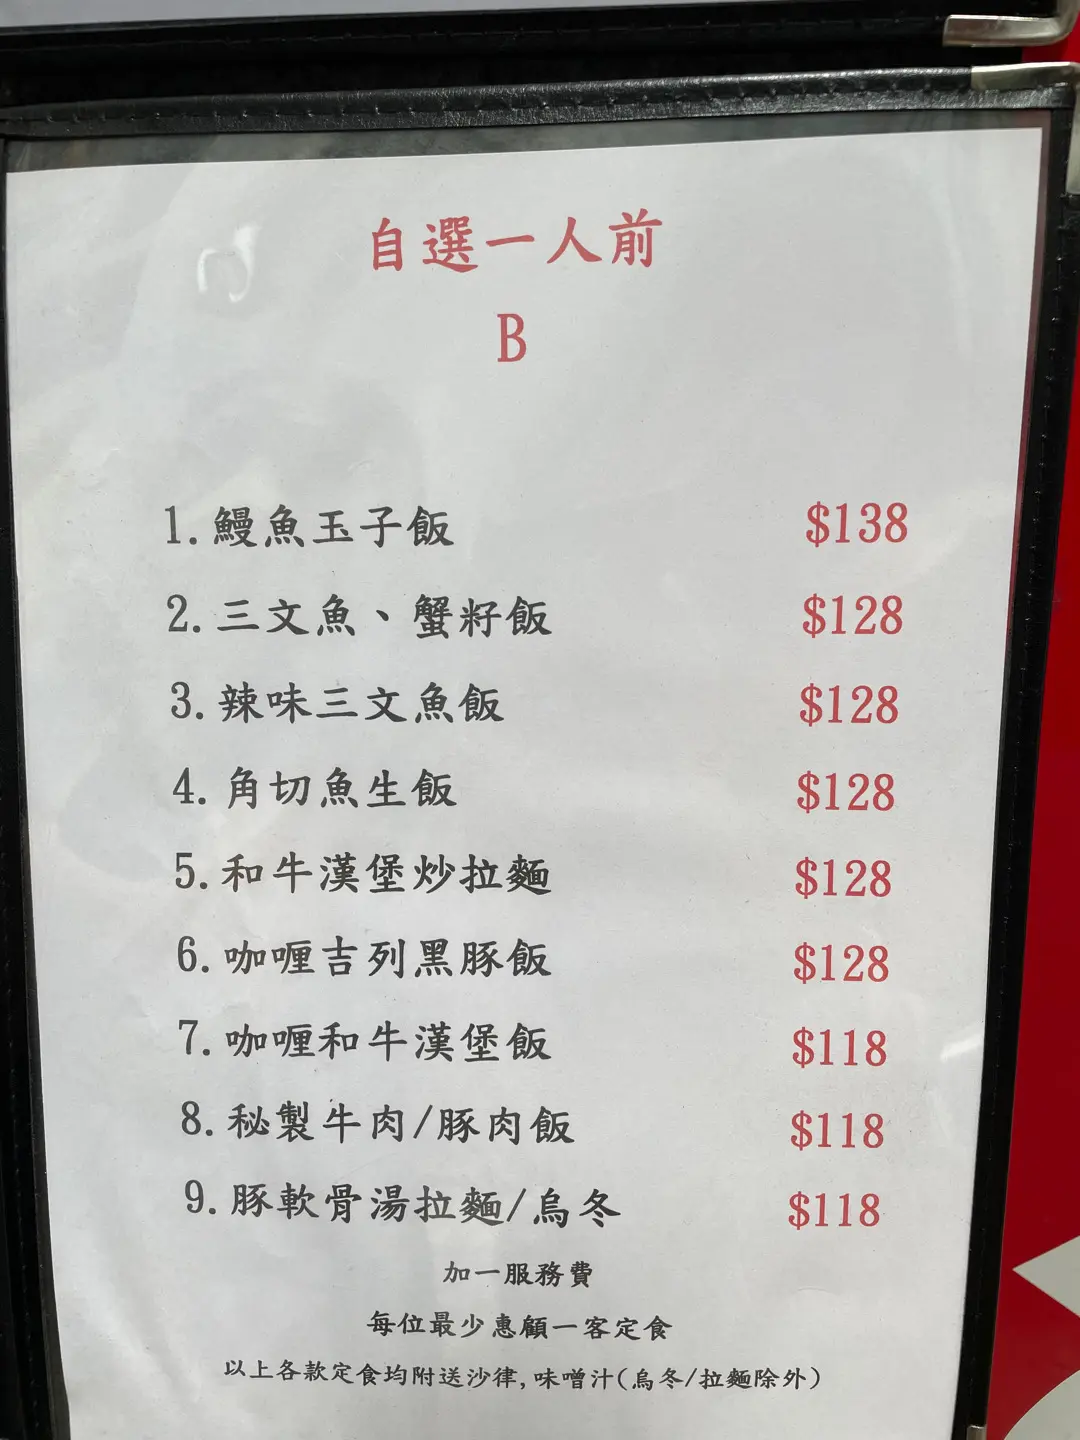 自選一人前
B
1.鰻魚玉子飯 $138
2.三文魚、蟹籽飯 $128
3.辣味三文魚飯 $128
4.角切魚生飯 $128
5.和牛漢堡炒拉麵 $128
6.咖喱吉列黑豚飯 $128
7.咖喱和牛漢堡飯 $118
8.秘製牛肉/豚肉飯 $118
9.豚軟骨湯拉麵/烏冬 $118
加一服務費
每位最少惠顧一客定食
以上各款定食均附送沙律,味噌汁(烏冬/拉麵除外)